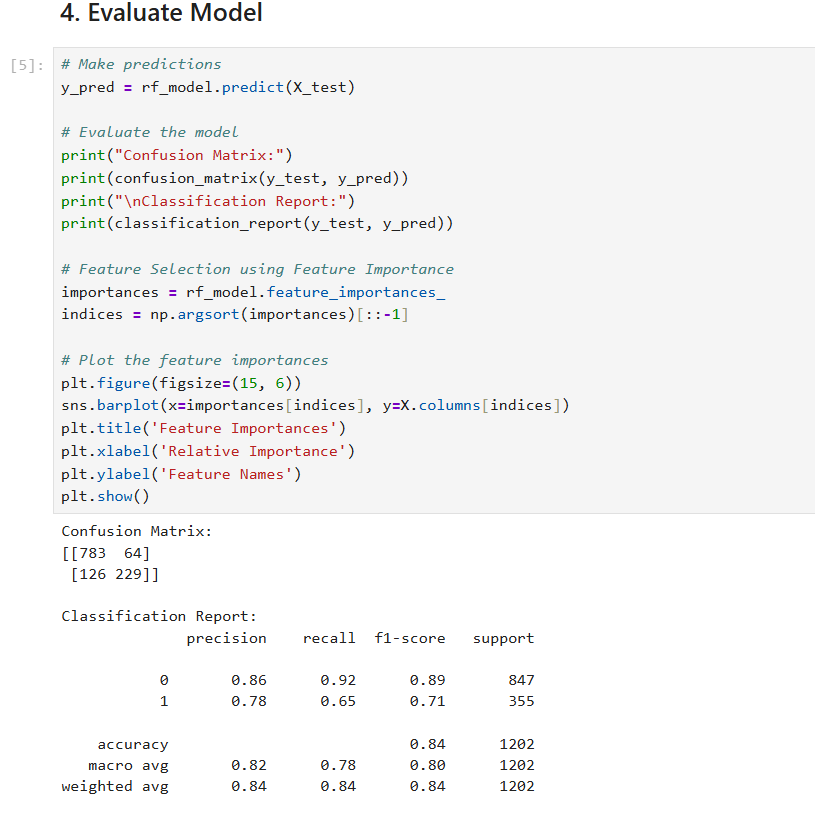 4. Evaluate Model
[5]:
# Make predictions
y_pred = rf_model.predict(X_test)
# Evaluate the model
print("Confusion Matrix:")
print(confusion_matrix(y_test, y_pred))
print("\nClassification Report:")
print(classification_report(y_test, y_pred))
# Feature Selection using Feature Importance
importances = rf_model.feature_importances_
indices = np.argsort(importances)[::-1]
# Plot the feature importances
plt.figure(figsize=(15, 6))
sns.barplot(x=importances[indices], y=X.columns[indices])
plt.title('Feature Importances')
plt.xlabel('Relative Importance')
plt.ylabel('Feature Names')
plt.show()
Confusion Matrix:
[[783  64]
 [126 229]]
Classification Report:
              precision    recall  f1-score   support
           0       0.86      0.92      0.89       847
           1       0.78      0.65      0.71       355
    accuracy                           0.84      1202
   macro avg       0.82      0.78      0.80      1202
weighted avg       0.84      0.84      0.84      1202